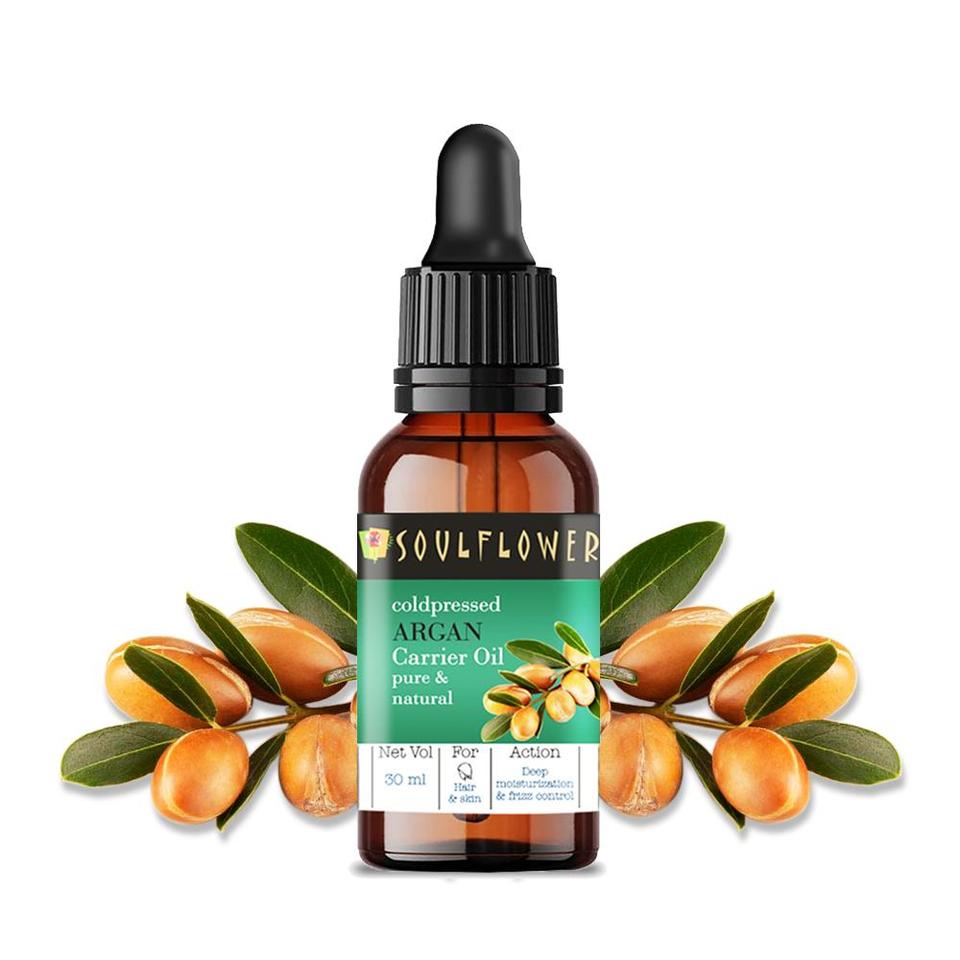 SOULFLOWER
coldpressed
ARGAN
Carrier Oil
pure &
natural
Net Vol
30 ml
For
Hair
& skin
Action
Deep
moisturization
& frizz control